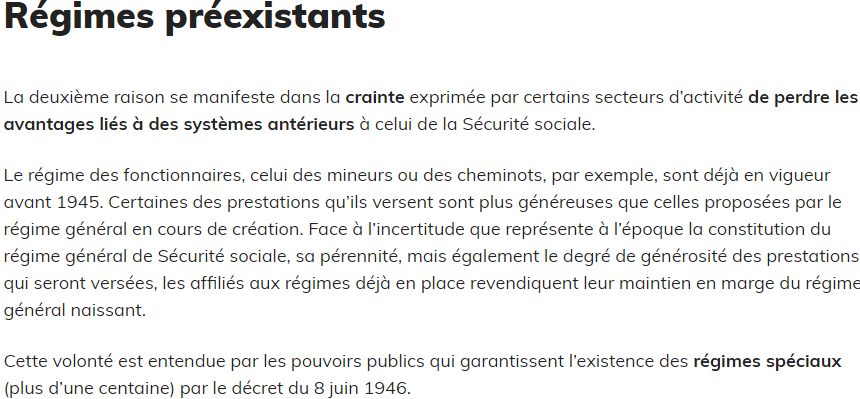 Régimes préexistants
La deuxième raison se manifeste dans la crainte exprimée par certains secteurs d’activité de perdre les
avantages liés à des systèmes antérieurs à celui de la Sécurité sociale.
Le régime des fonctionnaires, celui des mineurs ou des cheminots, par exemple, sont déjà en vigueur
avant 1945. Certaines des prestations qu’ils versent sont plus généreuses que celles proposées par le
régime général en cours de création. Face à l’incertitude que représente à l’époque la constitution du
régime général de Sécurité sociale, sa pérennité, mais également le degré de générosité des prestations
qui seront versées, les affiliés aux régimes déjà en place revendiquent leur maintien en marge du régime
général naissant.
Cette volonté est entendue par les pouvoirs publics qui garantissent l’existence des régimes spéciaux
(plus d’une centaine) par le décret du 8 juin 1946.